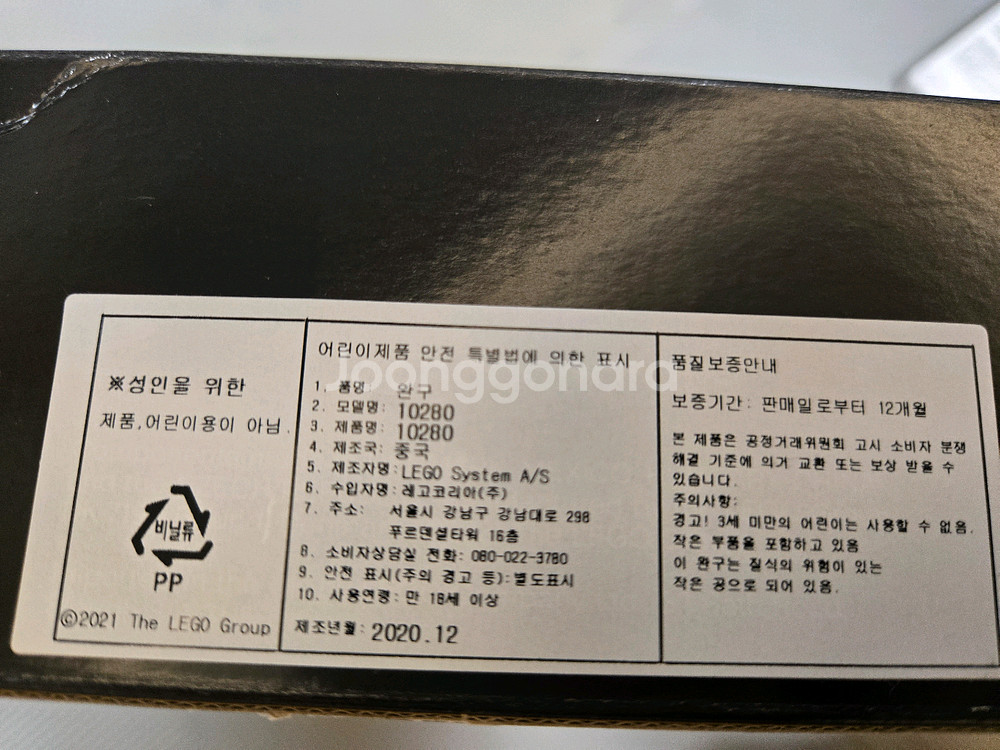 ※성인을 위한
제품,어린이용이 아님.
비닐류
PP
©2021 The LEGO Group
어린이제품 안전 특별법에 의한 표시
1. 품명: 완구
2. 모델명: 10280
3. 제품명: 10280
4. 제조국: 중국
5. 제조자명: LEGO System A/S
6. 수입자명: 레고코리아(주)
7. 주소: 서울시 강남구 강남대로 298
푸르덴셜타워 16층
8. 소비자상담실 전화: 080-022-3780
9. 안전 표시(주의 경고 등): 별도표시
10. 사용연령: 만 18세 이상
제조년월: 2020.12
품질보증안내
보증기간: 판매일로부터 12개월
본 제품은 공정거래위원회 고시 소비자 분쟁
해결 기준에 의거 교환 또는 보상 받을 수
있습니다.
주의사항:
경고! 3세 미만의 어린이는 사용할 수 없음.
작은 부품을 포함하고 있음
이 완구는 질식의 위험이 있는
작은 공으로 되어 있음.
Joonggonara